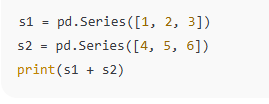 s1 = pd.Series([1, 2, 3])
s2 = pd.Series([4, 5, 6])
print(s1 + s2)